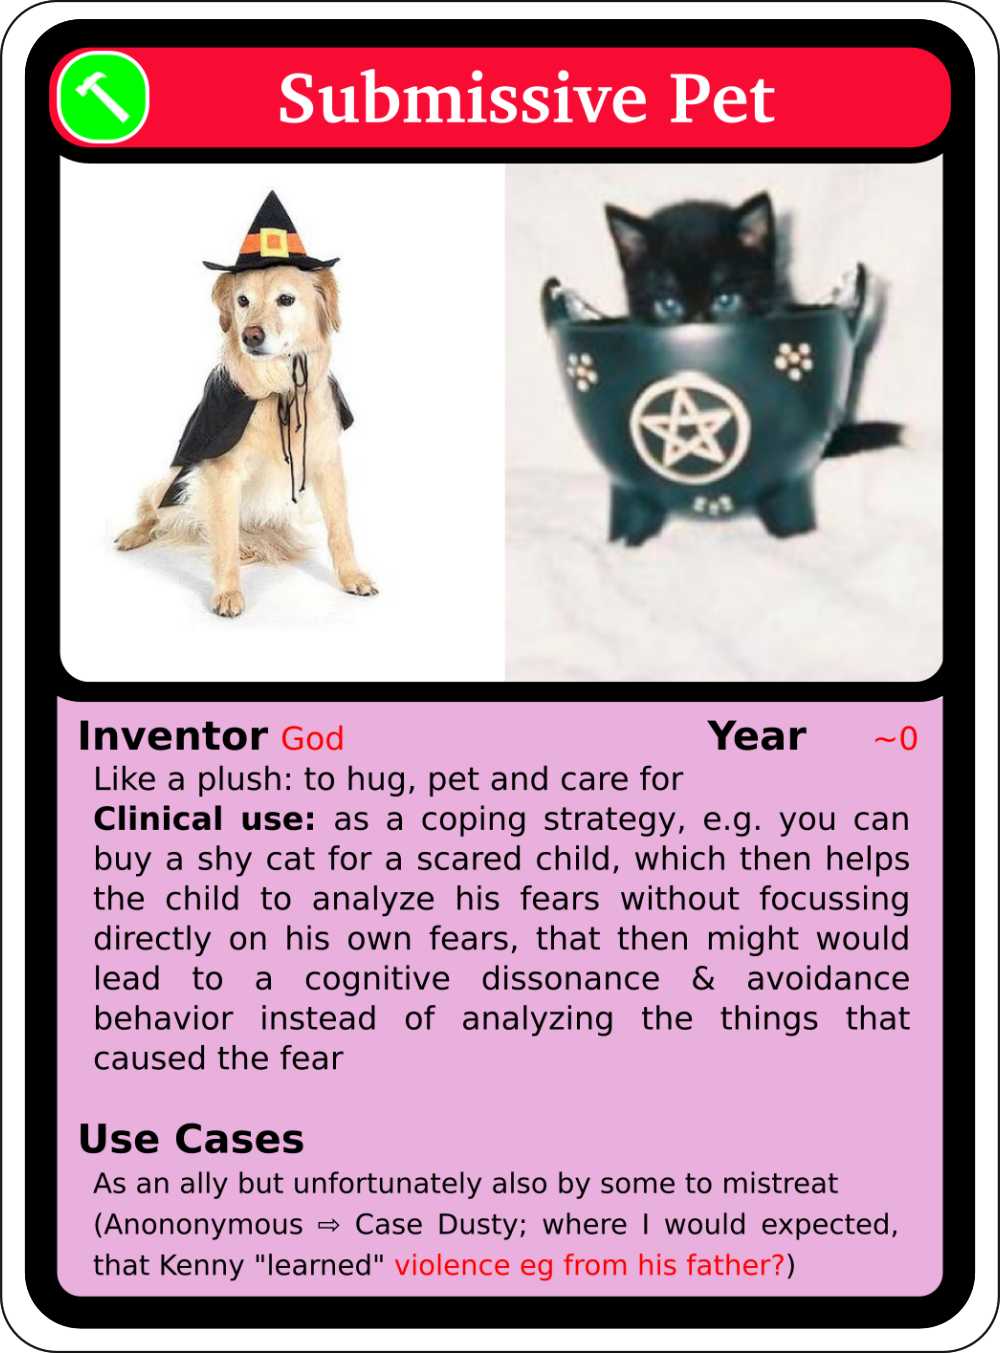 Submissive Pet
Inventor God Year ~0
Like a plush: to hug, pet and care for
Clinical use: as a coping strategy, e.g. you can
buy a shy cat for a scared child, which then helps
the child to analyze his fears without focussing
directly on his own fears, that then might would
lead to a cognitive dissonance & avoidance
behavior instead of analyzing the things that
caused the fear
Use Cases
As an ally but unfortunately also by some to mistreat
(Anononymous ⇨ Case Dusty; where I would expected,
that Kenny "learned" violence eg from his father?)